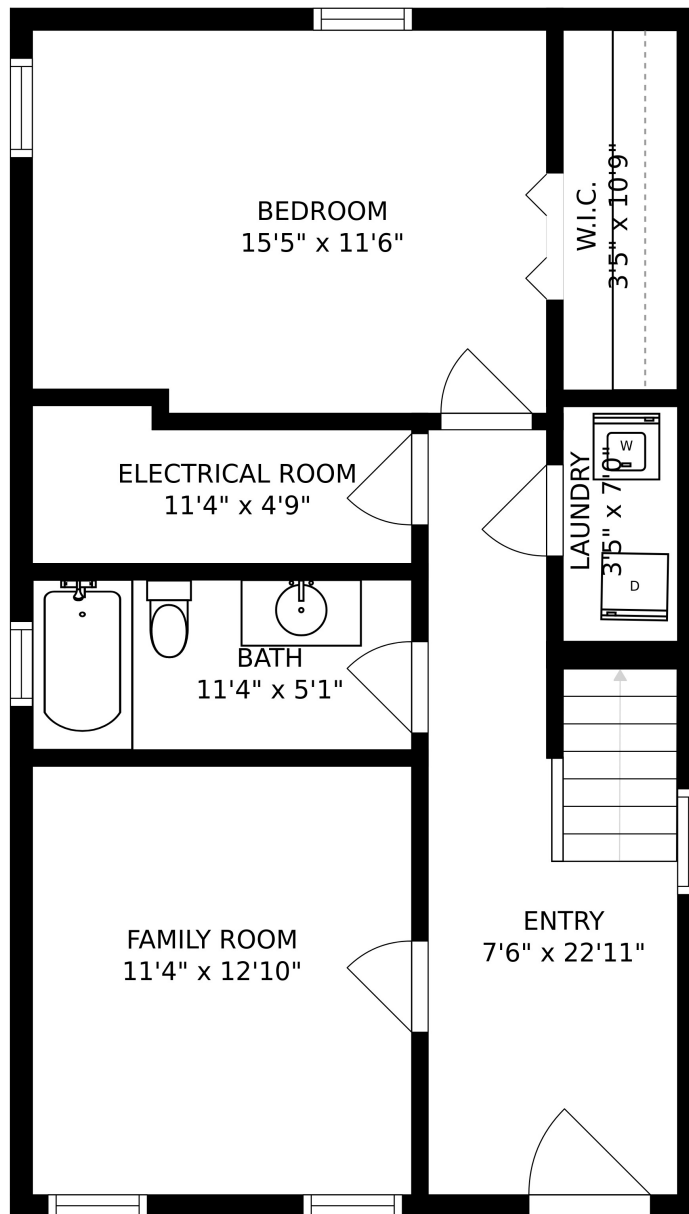 BEDROOM
15'5" x 11'6"
W.I.C.
3'5" x 10'9"
ELECTRICAL ROOM
11'4" x 4'9"
LAUNDRY
3'5" x 7'0"
W
D
BATH
11'4" x 5'1"
FAMILY ROOM
11'4" x 12'10"
ENTRY
7'6" x 22'11"